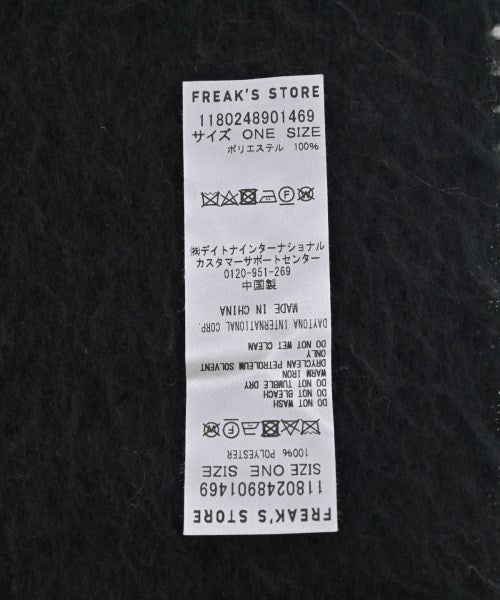 FREAK'S STORE
1180248901469
サイズ ONE SIZE
ポリエステル 100%
㈱デイトナインターナショナル
カスタマーサポートセンター
0120-951-269
中国製
FREAK'S STORE
1180248901469
SIZE ONE SIZE
100% POLYESTER
DO NOT WASH
DO NOT BLEACH
DO NOT TUMBLE DRY
WARM IRON
DRYCLEAN PETROLEUM SOLVENT
ONLY
DO NOT WET CLEAN
DAYTONA INTERNATIONAL CORP.
MADE IN CHINA